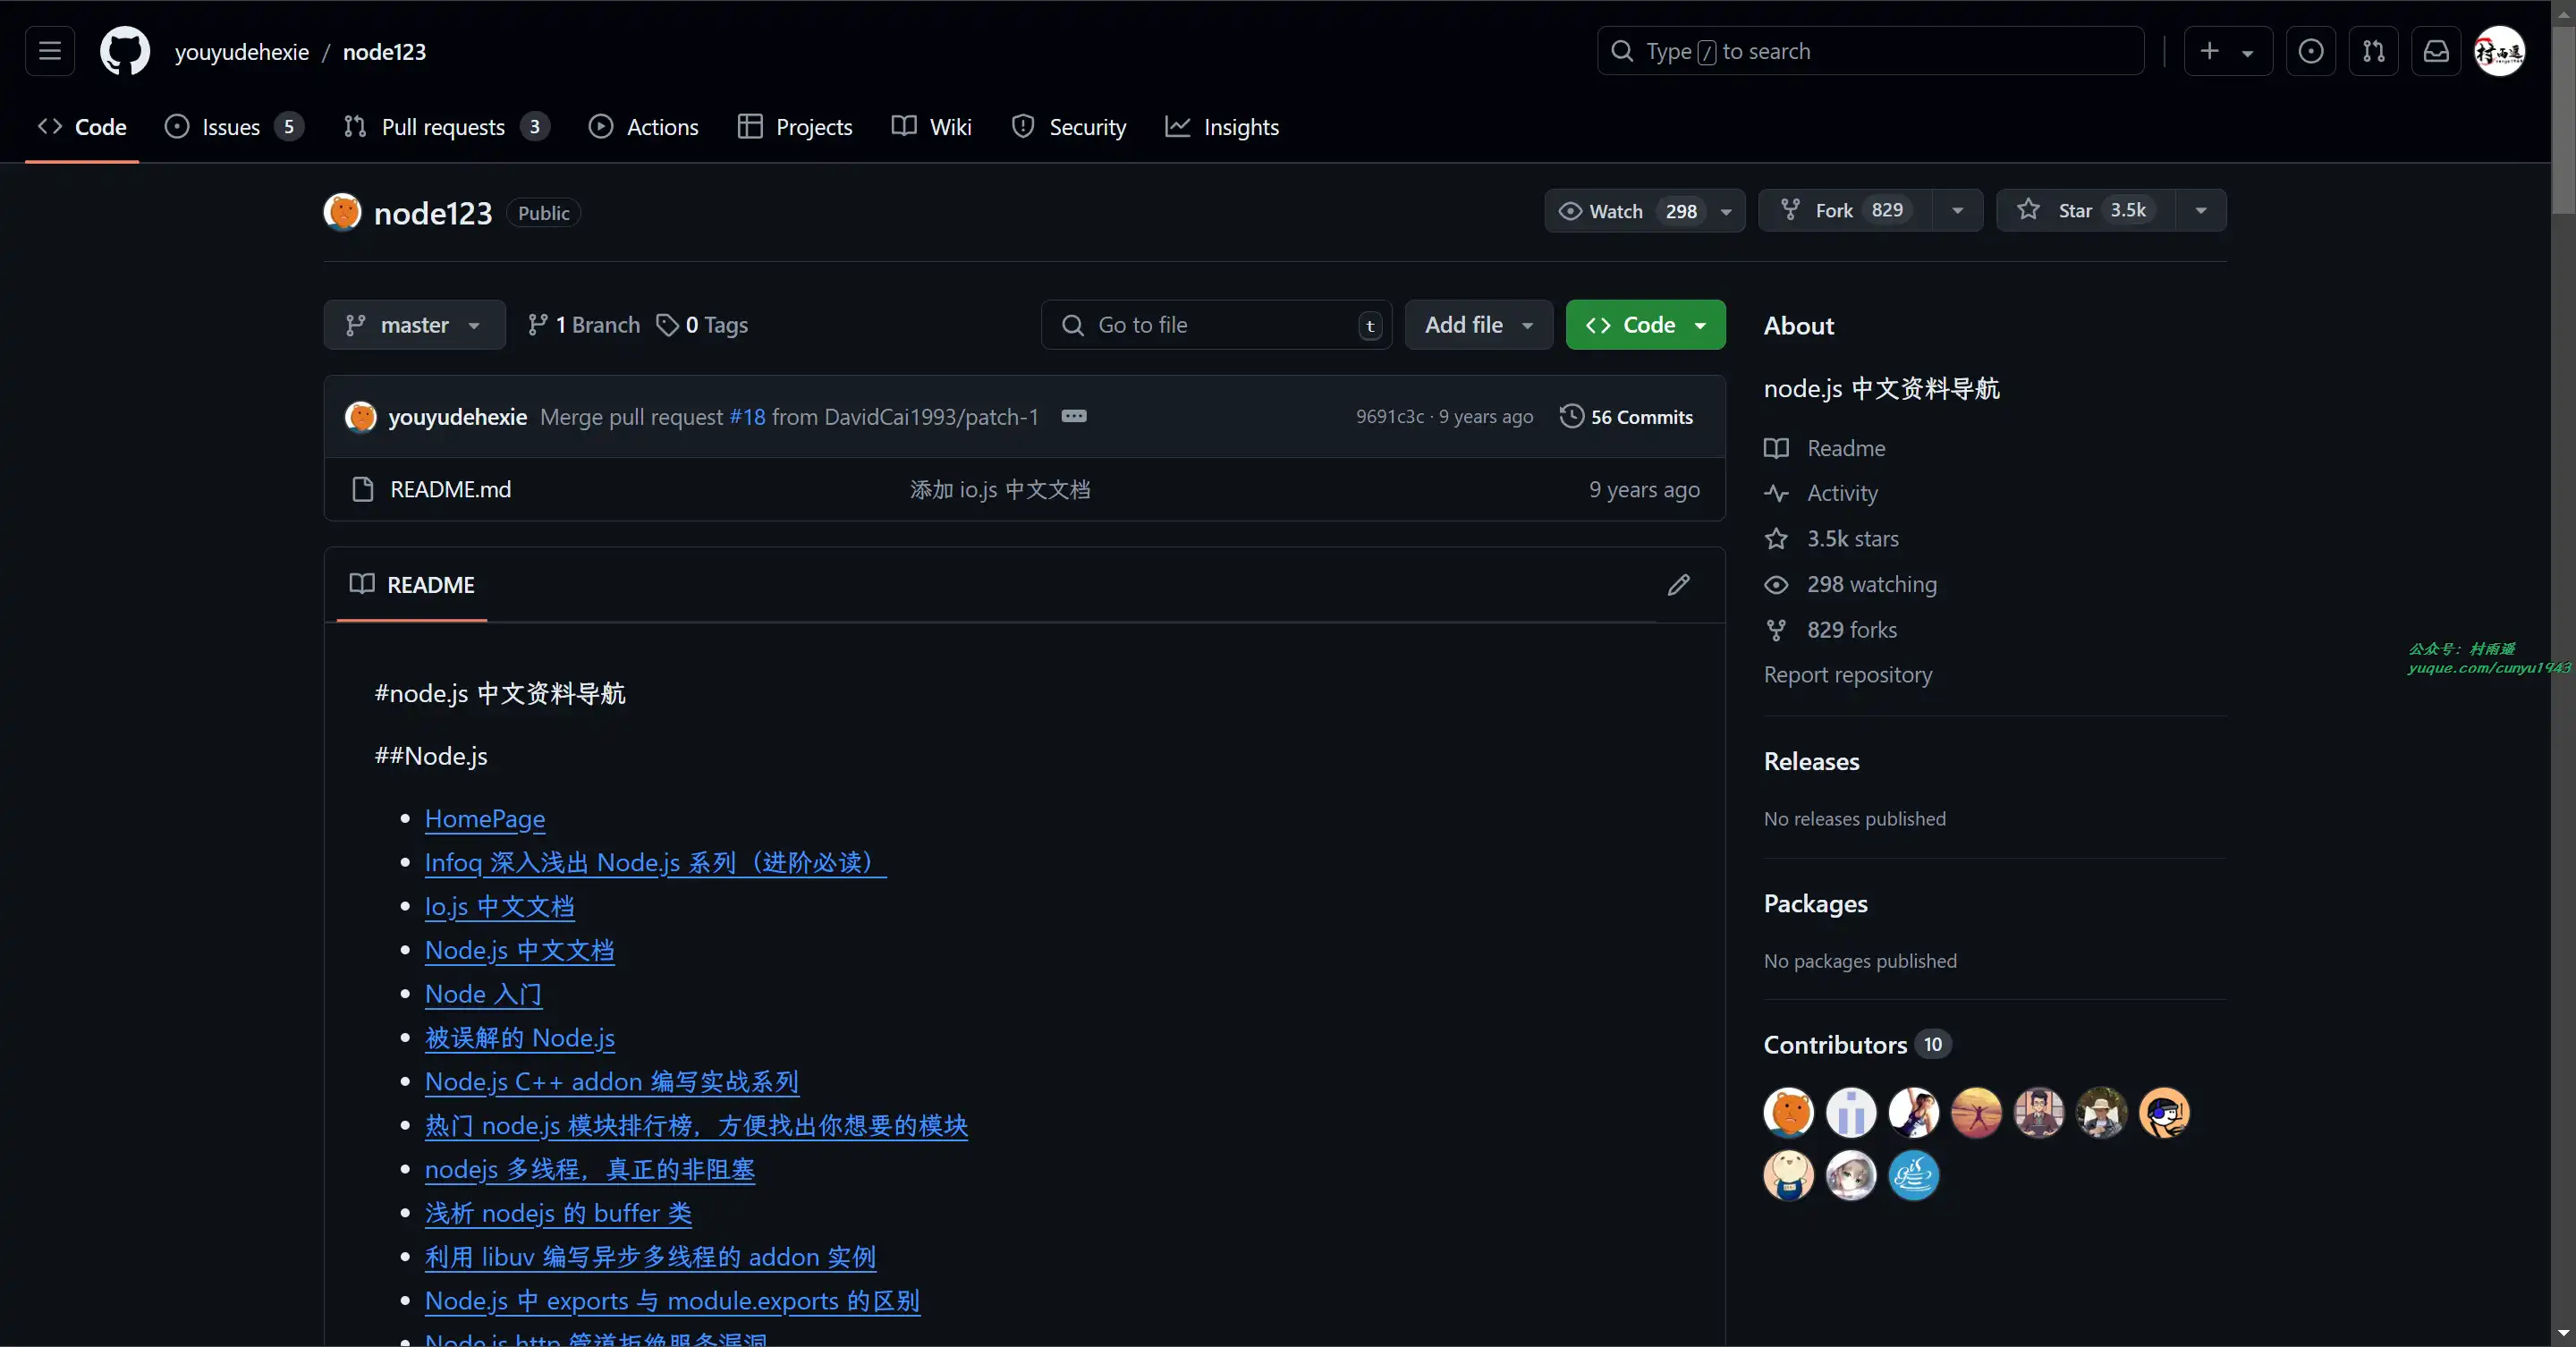 youyudehexie / node123
Type / to search
Code
Issues 5
Pull requests 3
Actions
Projects
Wiki
Security
Insights
node123 Public
Watch 298
Fork 829
Star 3.5k
master
1 Branch
0 Tags
Go to file t
Add file
Code
youyudehexie Merge pull request #18 from DavidCai1993/patch-1
9691c3c · 9 years ago
56 Commits
README.md 添加 io.js 中文文档 9 years ago
README
#node.js 中文资料导航
##Node.js
HomePage
Infoq 深入浅出 Node.js 系列（进阶必读）
Io.js 中文文档
Node.js 中文文档
Node 入门
被误解的 Node.js
Node.js C++ addon 编写实战系列
热门 node.js 模块排行榜，方便找出你想要的模块
nodejs 多线程，真正的非阻塞
浅析 nodejs 的 buffer 类
利用 libuv 编写异步多线程的 addon 实例
Node.js 中 exports 与 module.exports 的区别
Node.js http 管道拒绝服务漏洞
About
node.js 中文资料导航
Readme
Activity
3.5k stars
298 watching
829 forks
Report repository
Releases
No releases published
Packages
No packages published
Contributors 10
公众号：村雨遥
yuque.com/cunyu1943